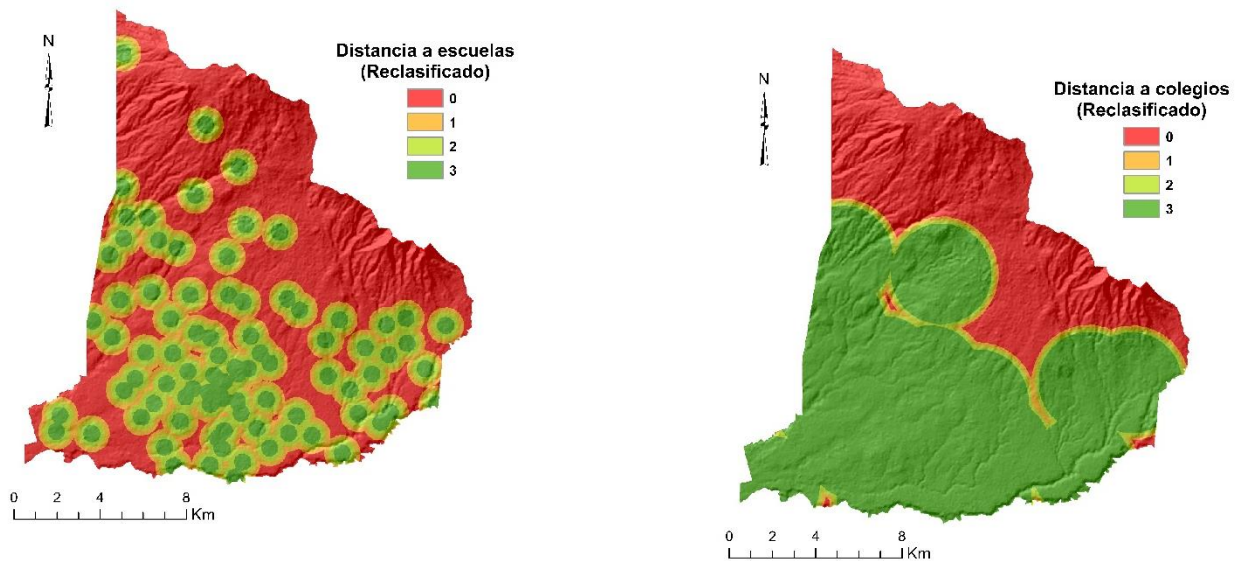 N
Distancia a escuelas
(Reclasificado)
0
1
2
3
0 2 4 8
Km
N
Distancia a colegios
(Reclasificado)
0
1
2
3
0 2 4 8
Km